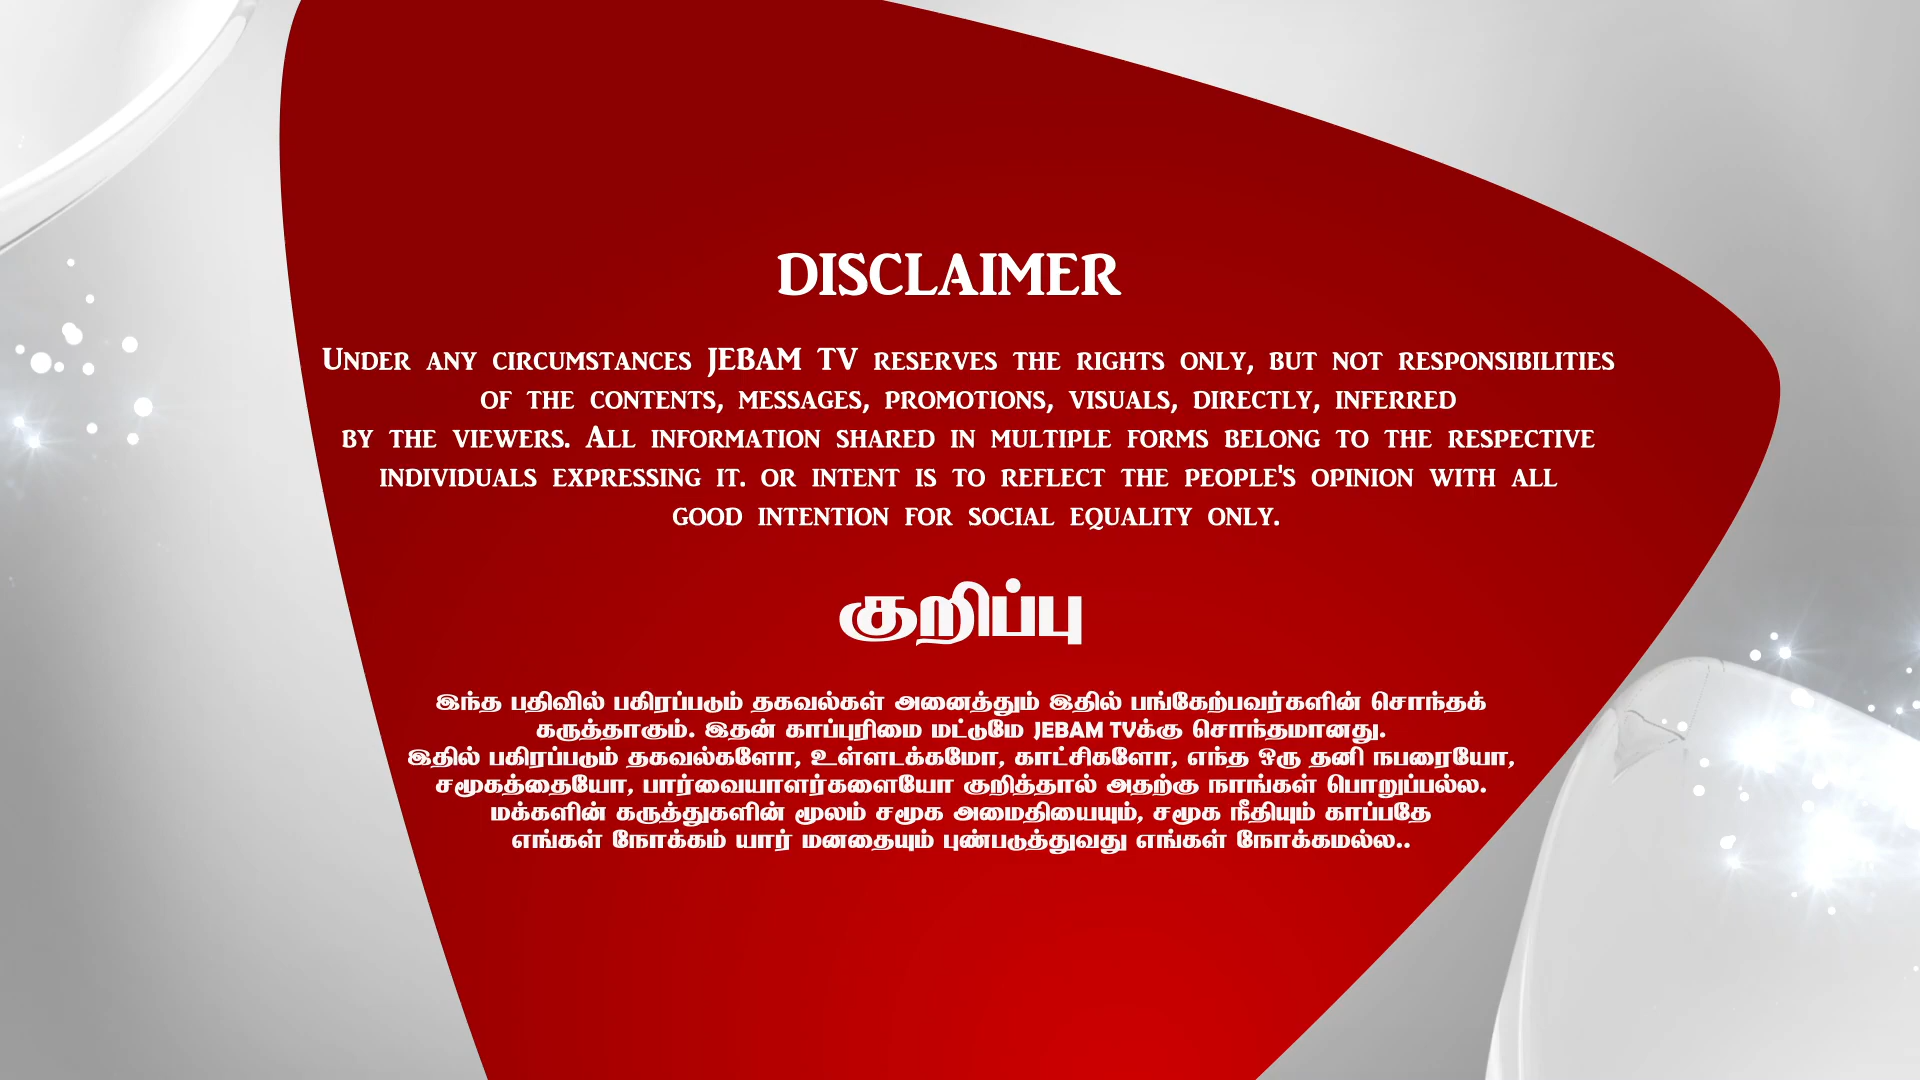 DISCLAIMER
Under any circumstances JEBAM TV reserves the rights only, but not responsibilities
of the contents, messages, promotions, visuals, directly, inferred
by the viewers. All information shared in multiple forms belong to the respective
individuals expressing it. or intent is to reflect the people's opinion with all
good intention for social equality only.
குறிப்பு
இந்த பதிவில் பகிரப்படும் தகவல்கள் அனைத்தும் இதில் பங்கேற்பவர்களின் சொந்தக்
கருத்தாகும். இதன் காப்புரிமை மட்டுமே JEBAM TVக்கு சொந்தமானது.
இதில் பகிரப்படும் தகவல்களோ, உள்ளடக்கமோ, காட்சிகளோ, எந்த ஒரு தனி நபரையோ,
சமூகத்தையோ, பார்வையாளர்களையோ குறித்தால் அதற்கு நாங்கள் பொறுப்பல்ல.
மக்களின் கருத்துகளின் மூலம் சமூக அமைதியையும், சமூக நீதியும் காப்பதே
எங்கள் நோக்கம் யார் மனதையும் புண்படுத்துவது எங்கள் நோக்கமல்ல..